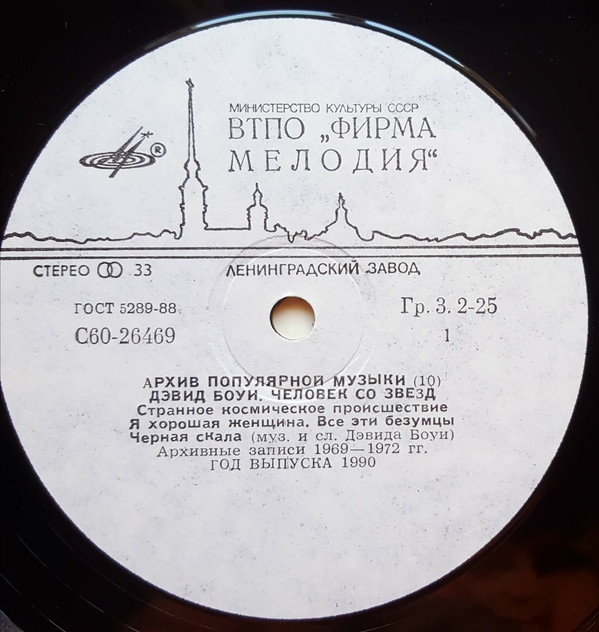 МИНИСТЕРСТВО КУЛЬТУРЫ СССР
ВТПО „ФИРМА
МЕЛОДИЯ“
®
СТЕРЕО 33
ЛЕНИНГРАДСКИЙ ЗАВОД
ГОСТ 5289-88
Гр. 3. 2-25
С60-26469
1
АРХИВ ПОПУЛЯРНОЙ МУЗЫКИ (10)
ДЭВИД БОУИ. ЧЕЛОВЕК СО ЗВЕЗД
Странное космическое происшествие
Я хорошая женщина. Все эти безумцы
Черная скала (муз. и сл. Дэвида Боуи)
Архивные записи 1969—1972 гг.
ГОД ВЫПУСКА 1990